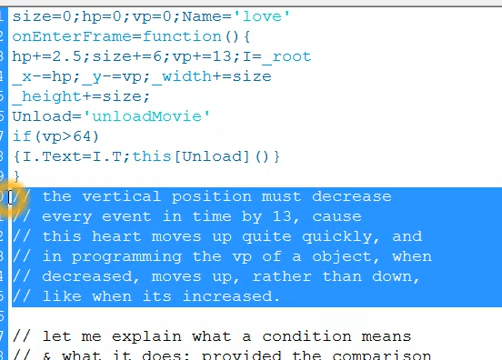 size=0;hp=0;vp=0;Name='love'
onEnterFrame=function(){
hp+=2.5;size+=6;vp+=13;I=_root
_x-=hp;_y-=vp;_width+=size
_height+=size;
Unload='unloadMovie'
if(vp>64)
{I.Text=I.T;this[Unload]()}
}
// the vertical position must decrease
// every event in time by 13, cause
// this heart moves up quite quickly, and
// in programming the vp of a object, when
// decreased, moves up, rather than down,
// like when its increased.
// let me explain what a condition means
// & what it does: provided the comparison